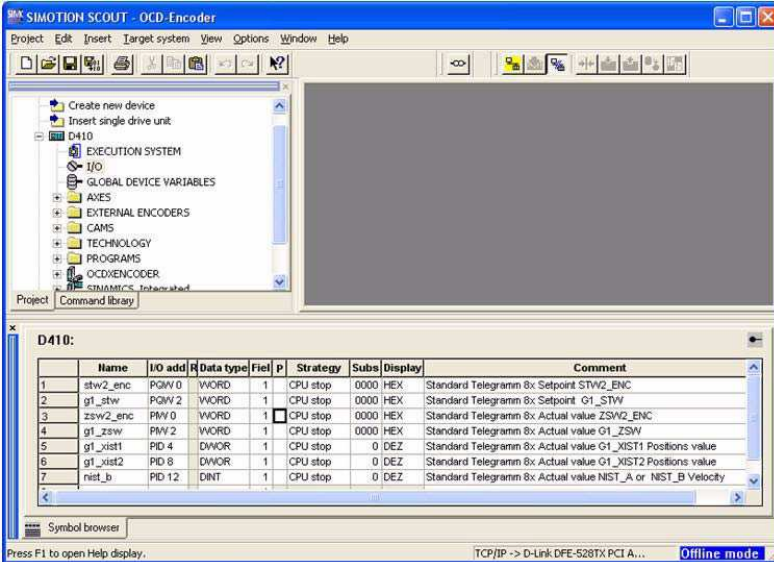 SIMOTION SCOUT - OCD-Encoder
Project Edit Insert Target system View Options Window Help
Create new device
Insert single drive unit
D410
EXECUTION SYSTEM
I/O
GLOBAL DEVICE VARIABLES
AXES
EXTERNAL ENCODERS
CAMS
TECHNOLOGY
PROGRAMS
OCDXENCODER
SINAMICS_Integrated
Project Command library
D410:
Name I/O add R Data type Fiel P Strategy Subs Display Comment
1 stw2_enc PQW 0 WORD 1 CPU stop 0000 HEX Standard Telegramm 8x Setpoint STW2_ENC
2 g1_stw PQW 2 WORD 1 CPU stop 0000 HEX Standard Telegramm 8x Setpoint G1_STW
3 zsw2_enc PIW 0 WORD 1 CPU stop 0000 HEX Standard Telegramm 8x Actual value ZSW2_ENC
4 g1_zsw PIW 2 WORD 1 CPU stop 0000 HEX Standard Telegramm 8x Actual value G1_ZSW
5 g1_xist1 PID 4 DWOR 1 CPU stop 0 DEZ Standard Telegramm 8x Actual value G1_XIST1 Positions value
6 g1_xist2 PID 8 DWOR 1 CPU stop 0 DEZ Standard Telegramm 8x Actual value G1_XIST2 Positions value
7 nist_b PID 12 DINT 1 CPU stop 0 DEZ Standard Telegramm 8x Actual value NIST_A or NIST_B Velocity
Symbol browser
Press F1 to open Help display. TCP/IP -> D-Link DFE-528TX PCI A... Offline mode